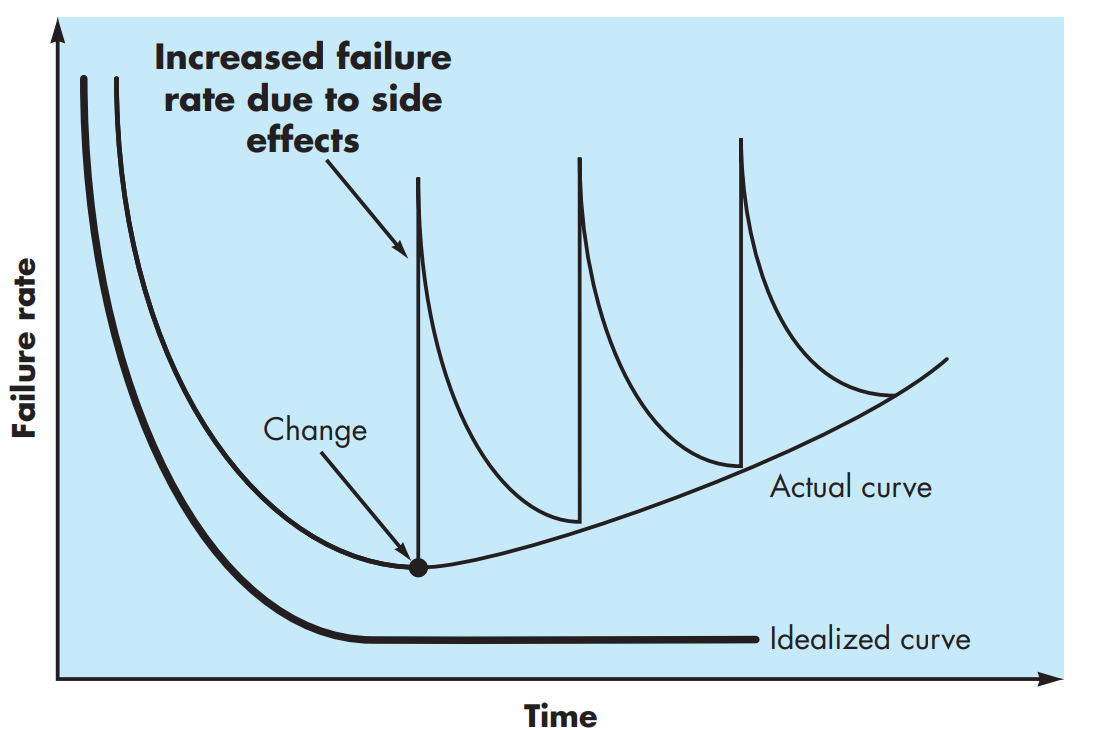 Increased failure
rate due to side
effects
Failure rate
Change
Actual curve
Idealized curve
Time